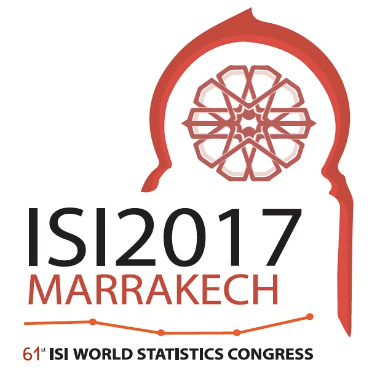 ISI2017
MARRAKECH
61st ISI WORLD STATISTICS CONGRESS